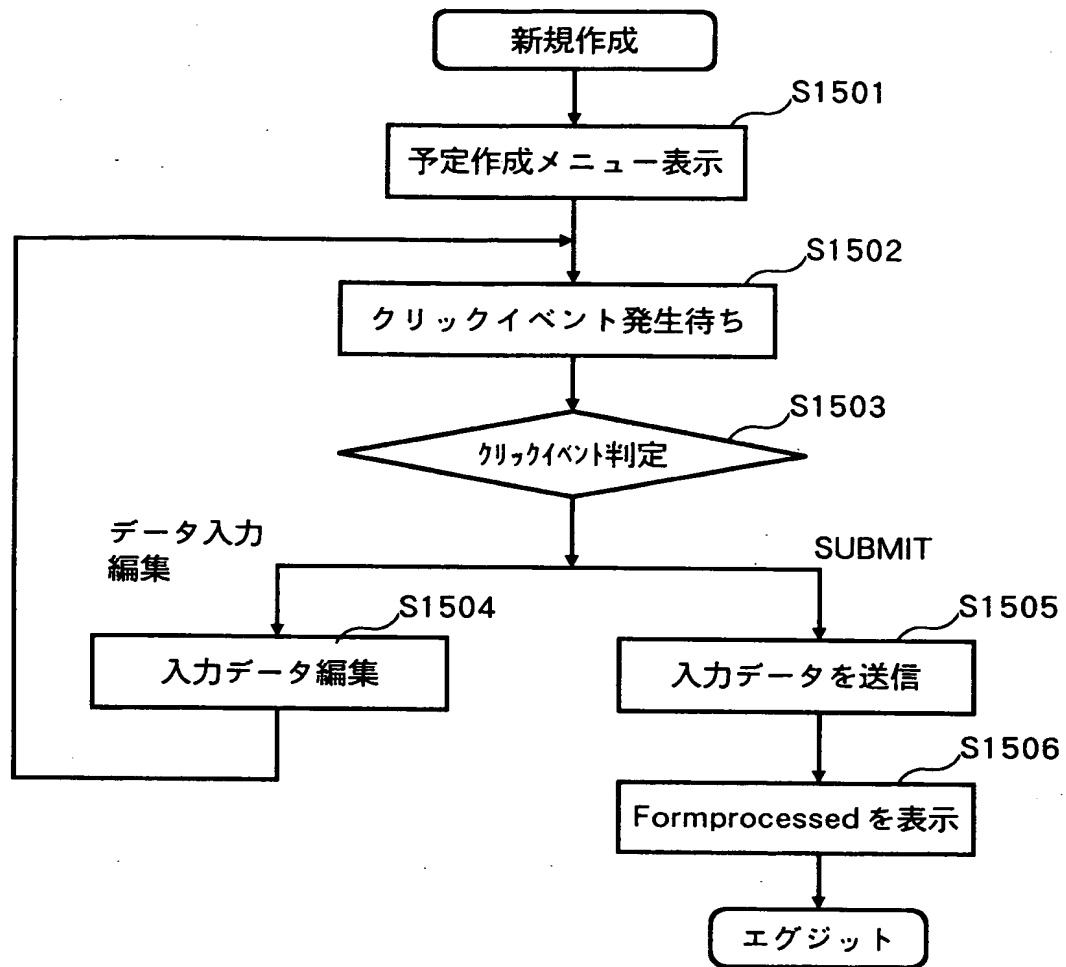 新規作成
S1501
予定作成メニュー表示
S1502
クリックイベント発生待ち
S1503
クリックイベント判定
データ入力
編集
SUBMIT
S1504
入力データ編集
S1505
入力データを送信
S1506
Formprocessedを表示
エグジット